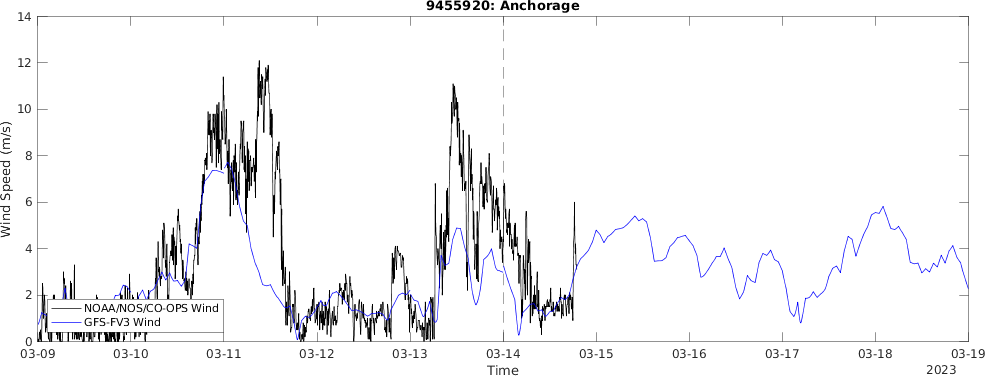 9455920: Anchorage
Wind Speed (m/s)
14
12
10
8
6
4
2
0
NOAA/NOS/CO-OPS Wind
GFS-FV3 Wind
03-09 03-10 03-11 03-12 03-13 03-14 03-15 03-16 03-17 03-18 03-19
Time
2023